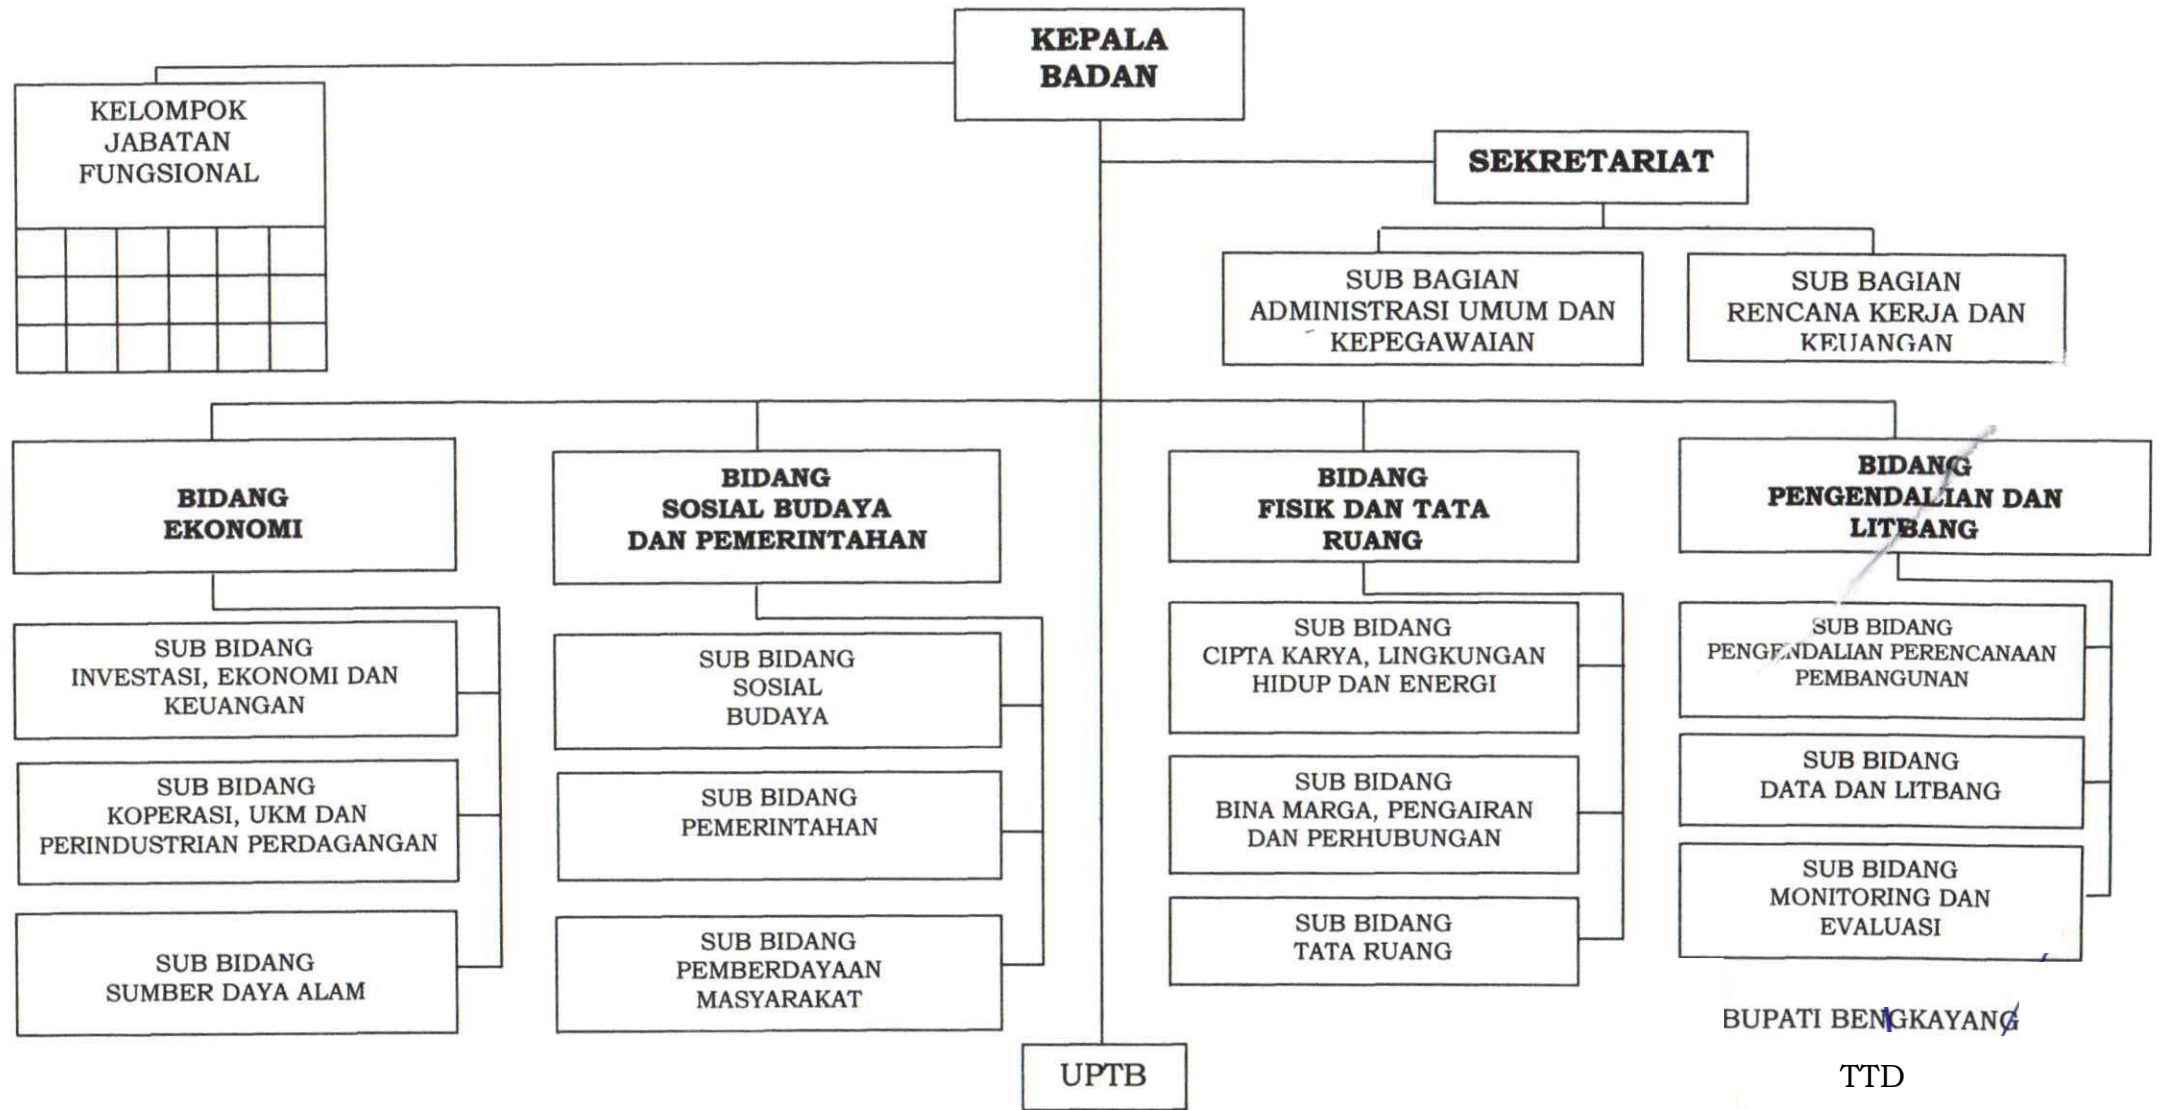 KEPALA
BADAN
KELOMPOK
JABATAN
FUNGSIONAL
SEKRETARIAT
SUB BAGIAN
ADMINISTRASI UMUM DAN
KEPEGAWAIAN
SUB BAGIAN
RENCANA KERJA DAN
KEUANGAN
BIDANG
EKONOMI
BIDANG
SOSIAL BUDAYA
DAN PEMERINTAHAN
BIDANG
FISIK DAN TATA
RUANG
BIDANG
PENGENDALIAN DAN
LITBANG
SUB BIDANG
INVESTASI, EKONOMI DAN
KEUANGAN
SUB BIDANG
KOPERASI, UKM DAN
PERINDUSTRIAN PERDAGANGAN
SUB BIDANG
SUMBER DAYA ALAM
SUB BIDANG
SOSIAL
BUDAYA
SUB BIDANG
PEMERINTAHAN
SUB BIDANG
PEMBERDAYAAN
MASYARAKAT
SUB BIDANG
CIPTA KARYA, LINGKUNGAN
HIDUP DAN ENERGI
SUB BIDANG
BINA MARGA, PENGAIRAN
DAN PERHUBUNGAN
SUB BIDANG
TATA RUANG
SUB BIDANG
PENGENDALIAN PERENCANAAN
PEMBANGUNAN
SUB BIDANG
DATA DAN LITBANG
SUB BIDANG
MONITORING DAN
EVALUASI
UPTB
BUPATI BENGKAYANG
TTD